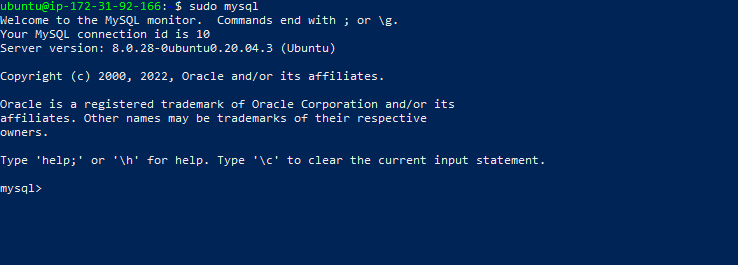 ubuntu@ip-172-31-92-166: $ sudo mysql
Welcome to the MySQL monitor.  Commands end with ; or \g.
Your MySQL connection id is 10
Server version: 8.0.28-0ubuntu0.20.04.3 (Ubuntu)
Copyright (c) 2000, 2022, Oracle and/or its affiliates.
Oracle is a registered trademark of Oracle Corporation and/or its
affiliates. Other names may be trademarks of their respective
owners.
Type 'help;' or '\h' for help. Type '\c' to clear the current input statement.
mysql>